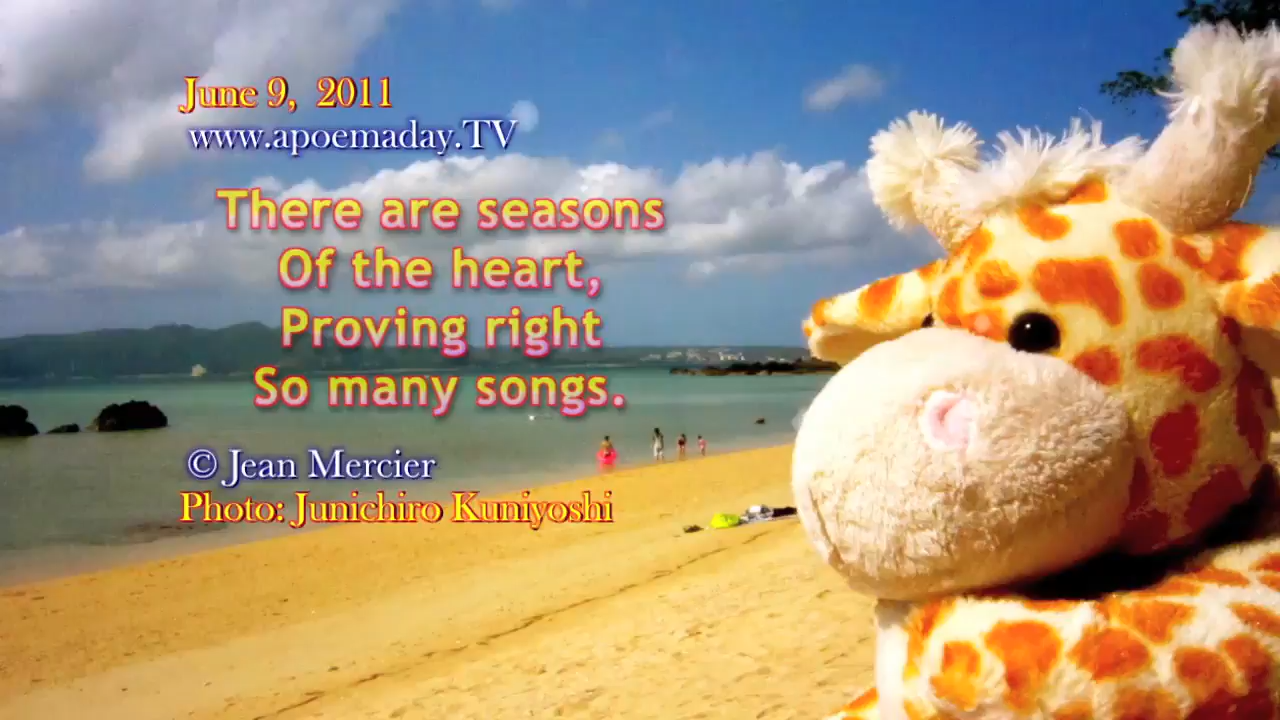 June 9, 2011
www.apoemaday.TV
There are seasons
Of the heart,
Proving right
So many songs.
© Jean Mercier
Photo: Junichiro Kuniyoshi